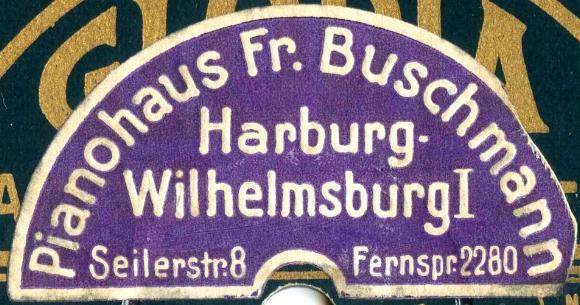 Pianohaus Fr. Buschmann
Harburg-
Wilhelmsburg I
Seilerstr. 8 Fernspr. 2280